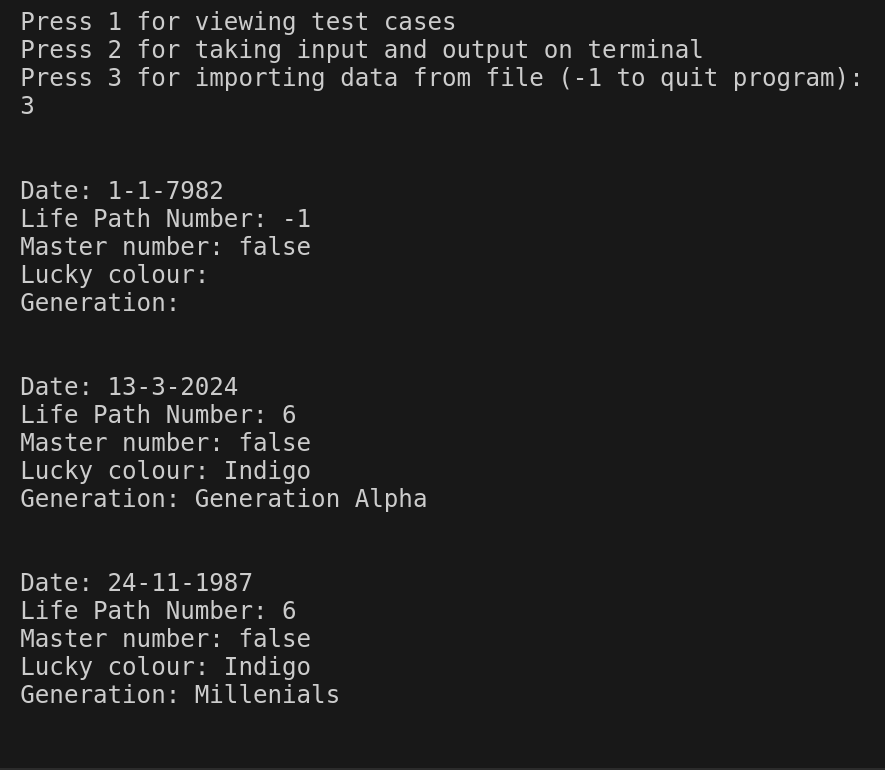 Press 1 for viewing test cases
Press 2 for taking input and output on terminal
Press 3 for importing data from file (-1 to quit program):
3
Date: 1-1-7982
Life Path Number: -1
Master number: false
Lucky colour:
Generation:
Date: 13-3-2024
Life Path Number: 6
Master number: false
Lucky colour: Indigo
Generation: Generation Alpha
Date: 24-11-1987
Life Path Number: 6
Master number: false
Lucky colour: Indigo
Generation: Millenials